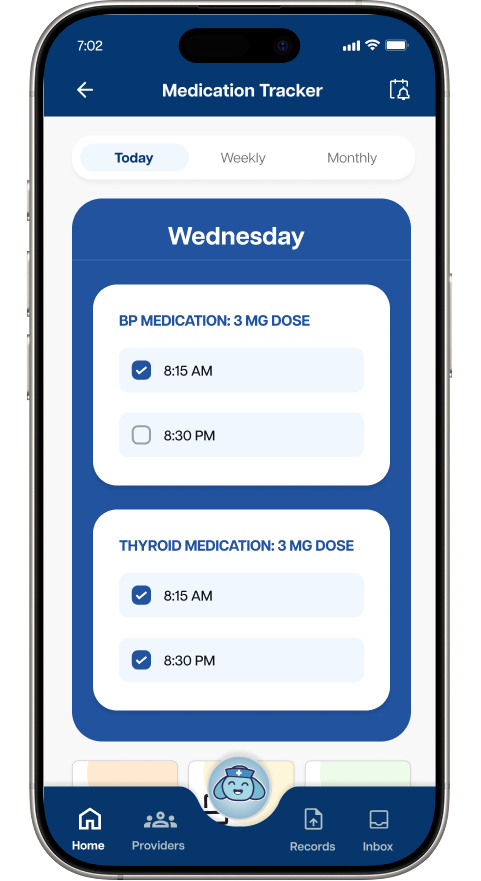 7:02
Medication Tracker
Today Weekly Monthly
Wednesday
BP MEDICATION: 3 MG DOSE
8:15 AM
8:30 PM
THYROID MEDICATION: 3 MG DOSE
8:15 AM
8:30 PM
Home Providers Records Inbox